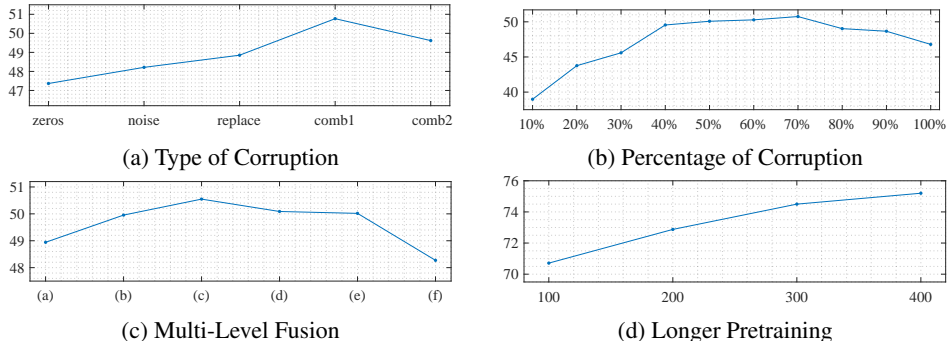 51
50
49
48
47
zeros noise replace comb1 comb2
(a) Type of Corruption
50
45
40
10% 20% 30% 40% 50% 60% 70% 80% 90% 100%
(b) Percentage of Corruption
51
50
49
48
(a) (b) (c) (d) (e) (f)
(c) Multi-Level Fusion
76
74
72
70
100 200 300 400
(d) Longer Pretraining